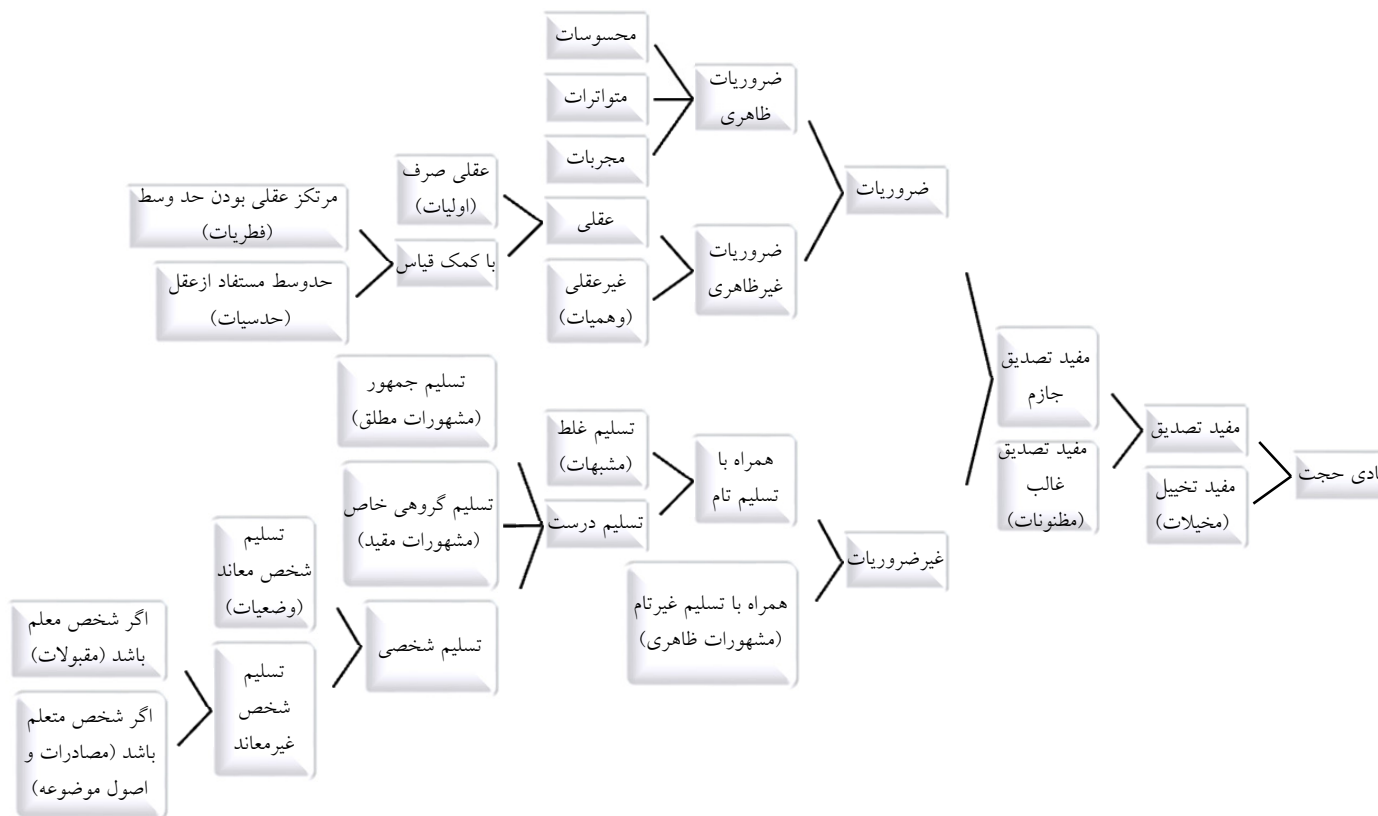 محسوسات
متواترات
مجربات
ضروریات
ظاهری
عقلی صرف
(اولیات)
مرتکز عقلی بودن حد وسط
(فطریات)
با کمک قیاس
حدوسط مستفاد ازعقل
(حدسیات)
عقلی
غیرعقلی
(وهمیات)
ضروریات
غیرظاهری
ضروریات
مفید تصدیق
جازم
مفید تصدیق
غالب
(مظنونات)
مفید تصدیق
مفید تخییل
(مخیلات)
ادی حجت
تسلیم جمهور
(مشهورات مطلق)
تسلیم گروهی خاص
(مشهورات مقید)
تسلیم غلط
(مشبهات)
تسلیم درست
همراه با
تسلیم تام
غیرضروریات
همراه با تسلیم غیرتام
(مشهورات ظاهری)
تسلیم شخصی
تسلیم
شخص معاند
(وضعیات)
تسلیم
شخص
غیرمعاند
اگر شخص معلم
باشد (مقبولات)
اگر شخص متعلم
باشد (مصادرات و
اصول موضوعه)